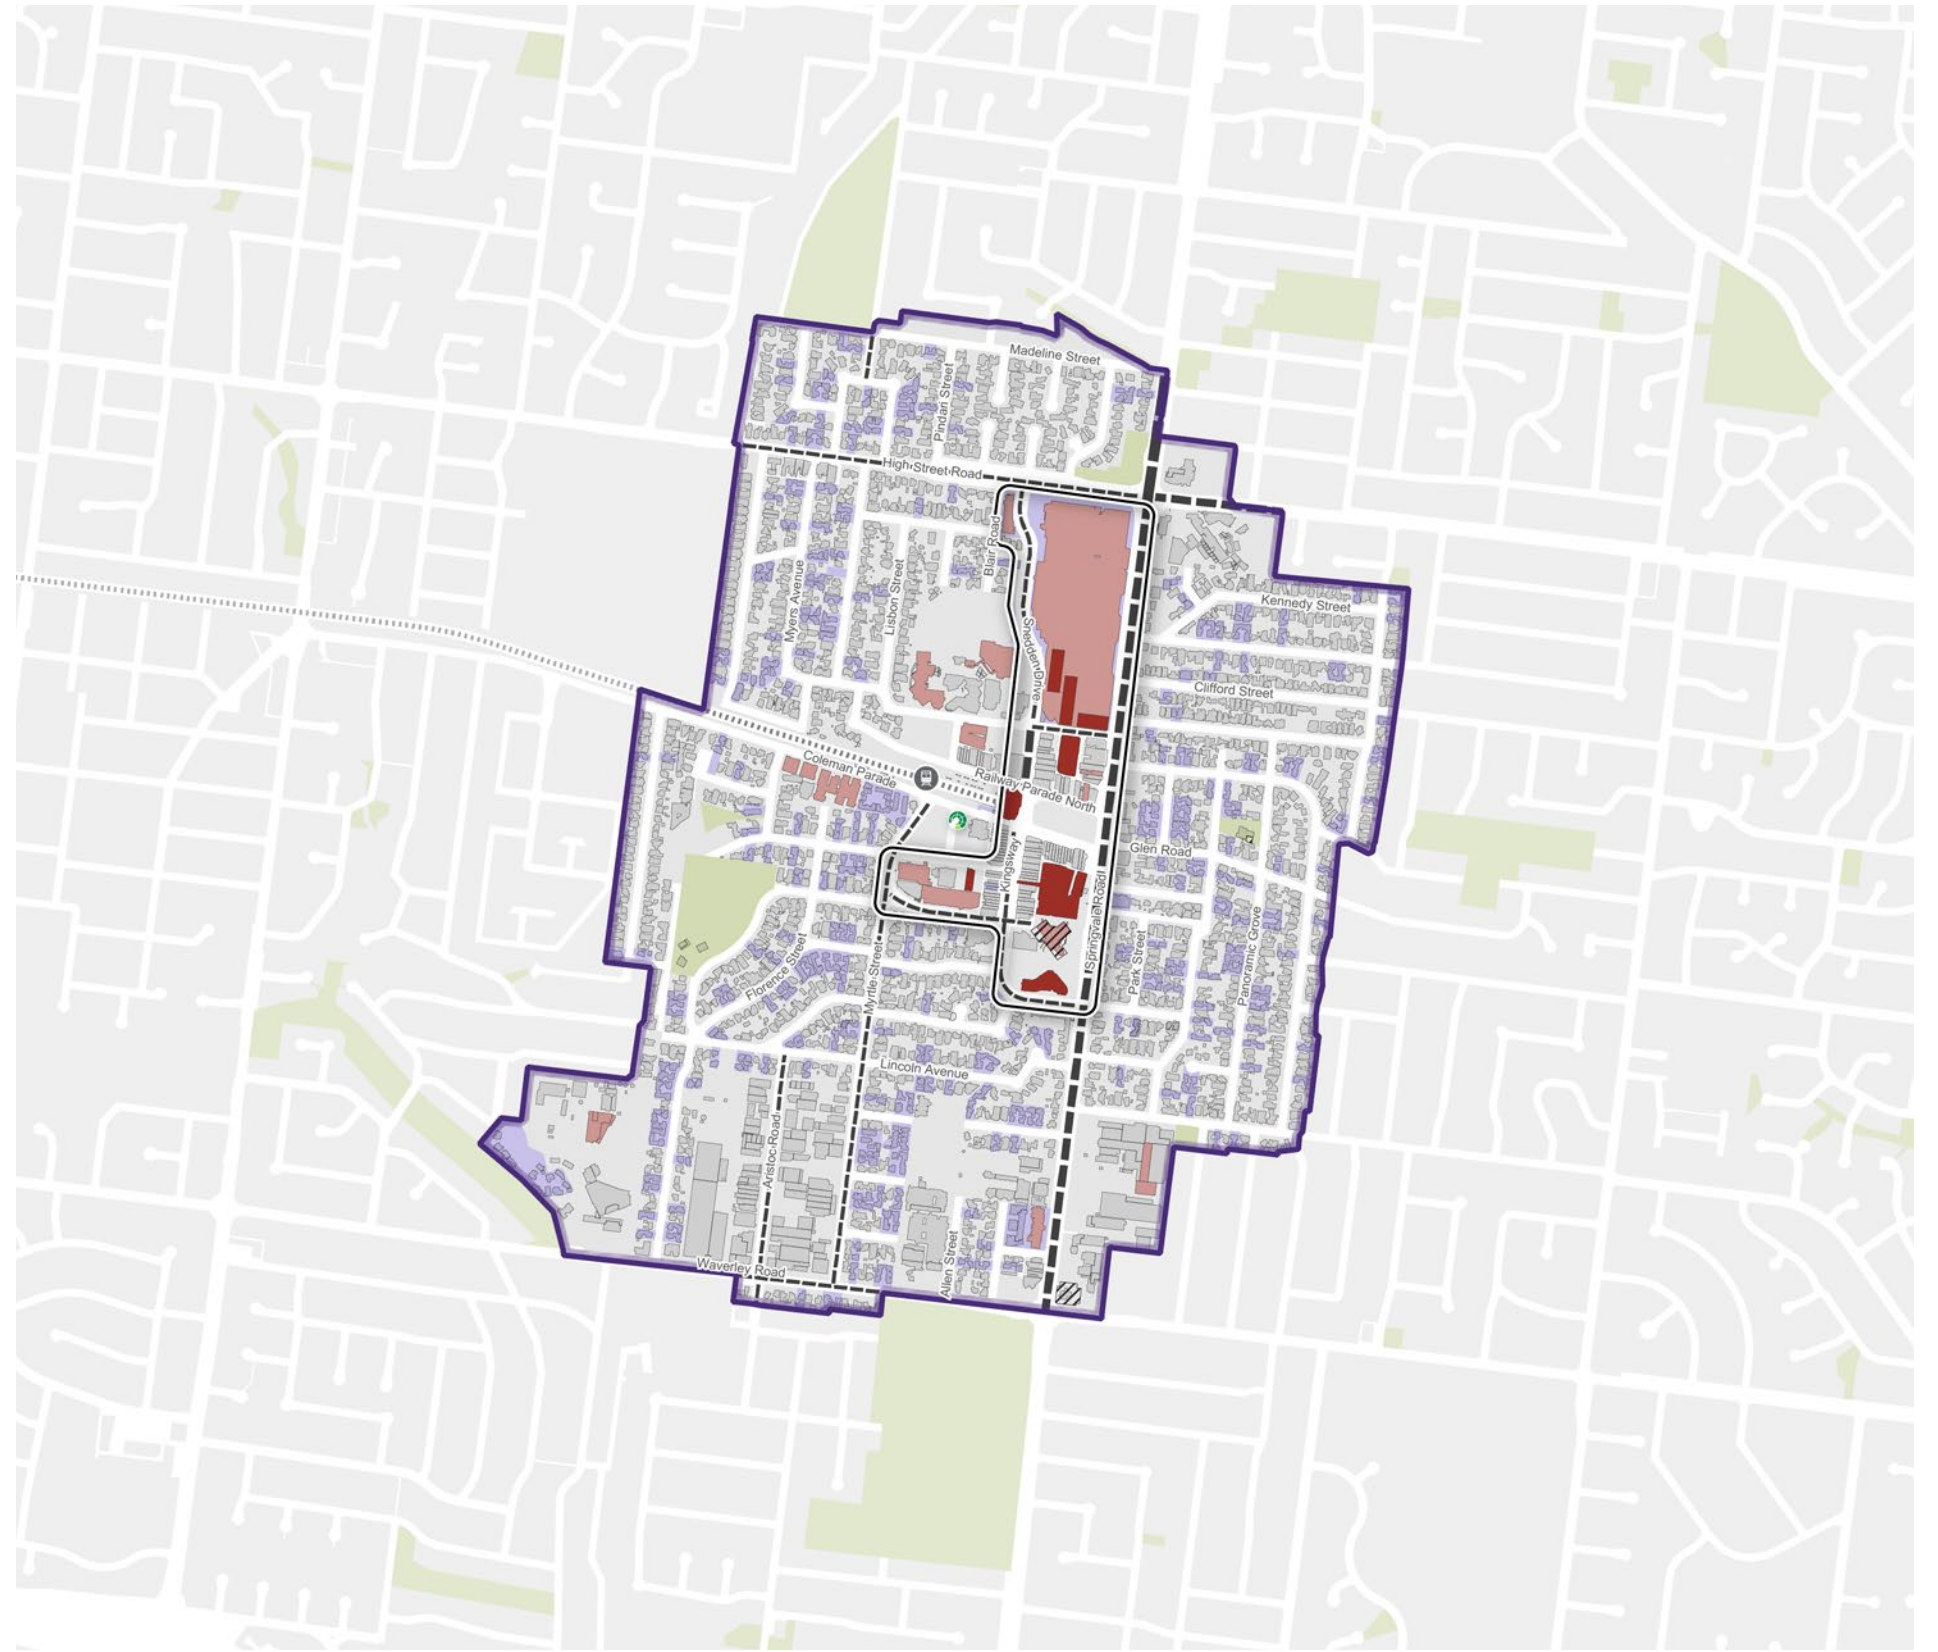 Madeline Street
Pindari Street
High Street Road
Blair Road
Myers Avenue
Lisbon Street
Kennedy Street
Snedden Drive
Clifford Street
Coleman Parade
Railway Parade North
Kingsway
Glen Road
Springvale Road
Panoramic Grove
Park Street
Florence Street
Myrtle Street
Lincoln Avenue
Aristoc Road
Allen Street
Waverley Road